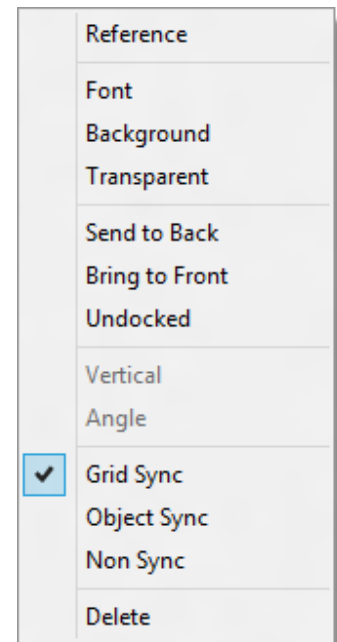 Reference
Font
Background
Transparent
Send to Back
Bring to Front
Undocked
Vertical
Angle
Grid Sync
Object Sync
Non Sync
Delete